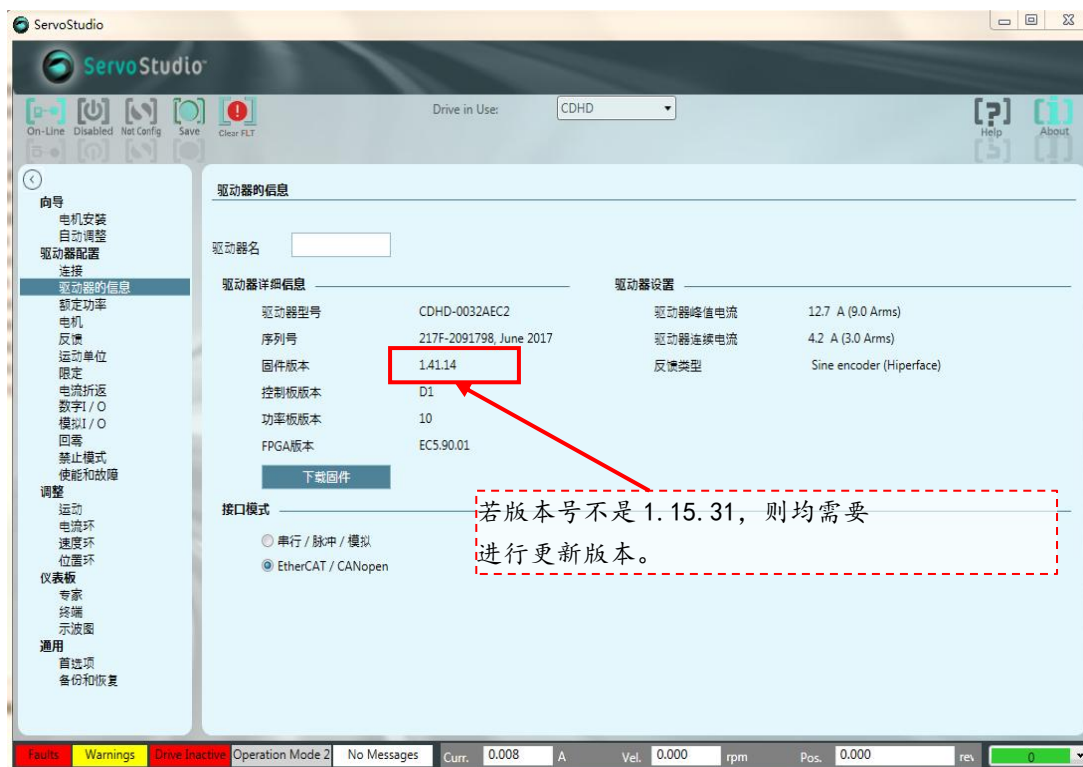 ServoStudio
ServoStudio
On-Line Disabled Not Config Save Clear FLT
Drive in Use: CDHD
Help About
向导
电机安装
自动调整
驱动器配置
连接
驱动器的信息
额定功率
电机
反馈
运动单位
限定
电流折返
数字I / O
模拟I / O
回零
禁止模式
使能和故障
调整
运动
电流环
速度环
位置环
仪表板
专家
终端
示波图
通用
首选项
备份和恢复
驱动器的信息
驱动器名
驱动器详细信息
驱动器型号 CDHD-0032AEC2
序列号 217F-2091798, June 2017
固件版本 1.41.14
控制板版本 D1
功率板版本 10
FPGA版本 EC5.90.01
下载固件
驱动器设置
驱动器峰值电流 12.7 A (9.0 Arms)
驱动器连续电流 4.2 A (3.0 Arms)
反馈类型 Sine encoder (Hiperface)
接口模式
串行 / 脉冲 / 模拟
EtherCAT / CANopen
若版本号不是1.15.31，则均需要
进行更新版本。
Faults Warnings Drive Inactive Operation Mode 2 No Messages Curr. 0.008 A Vel. 0.000 rpm Pos. 0.000 rev 0